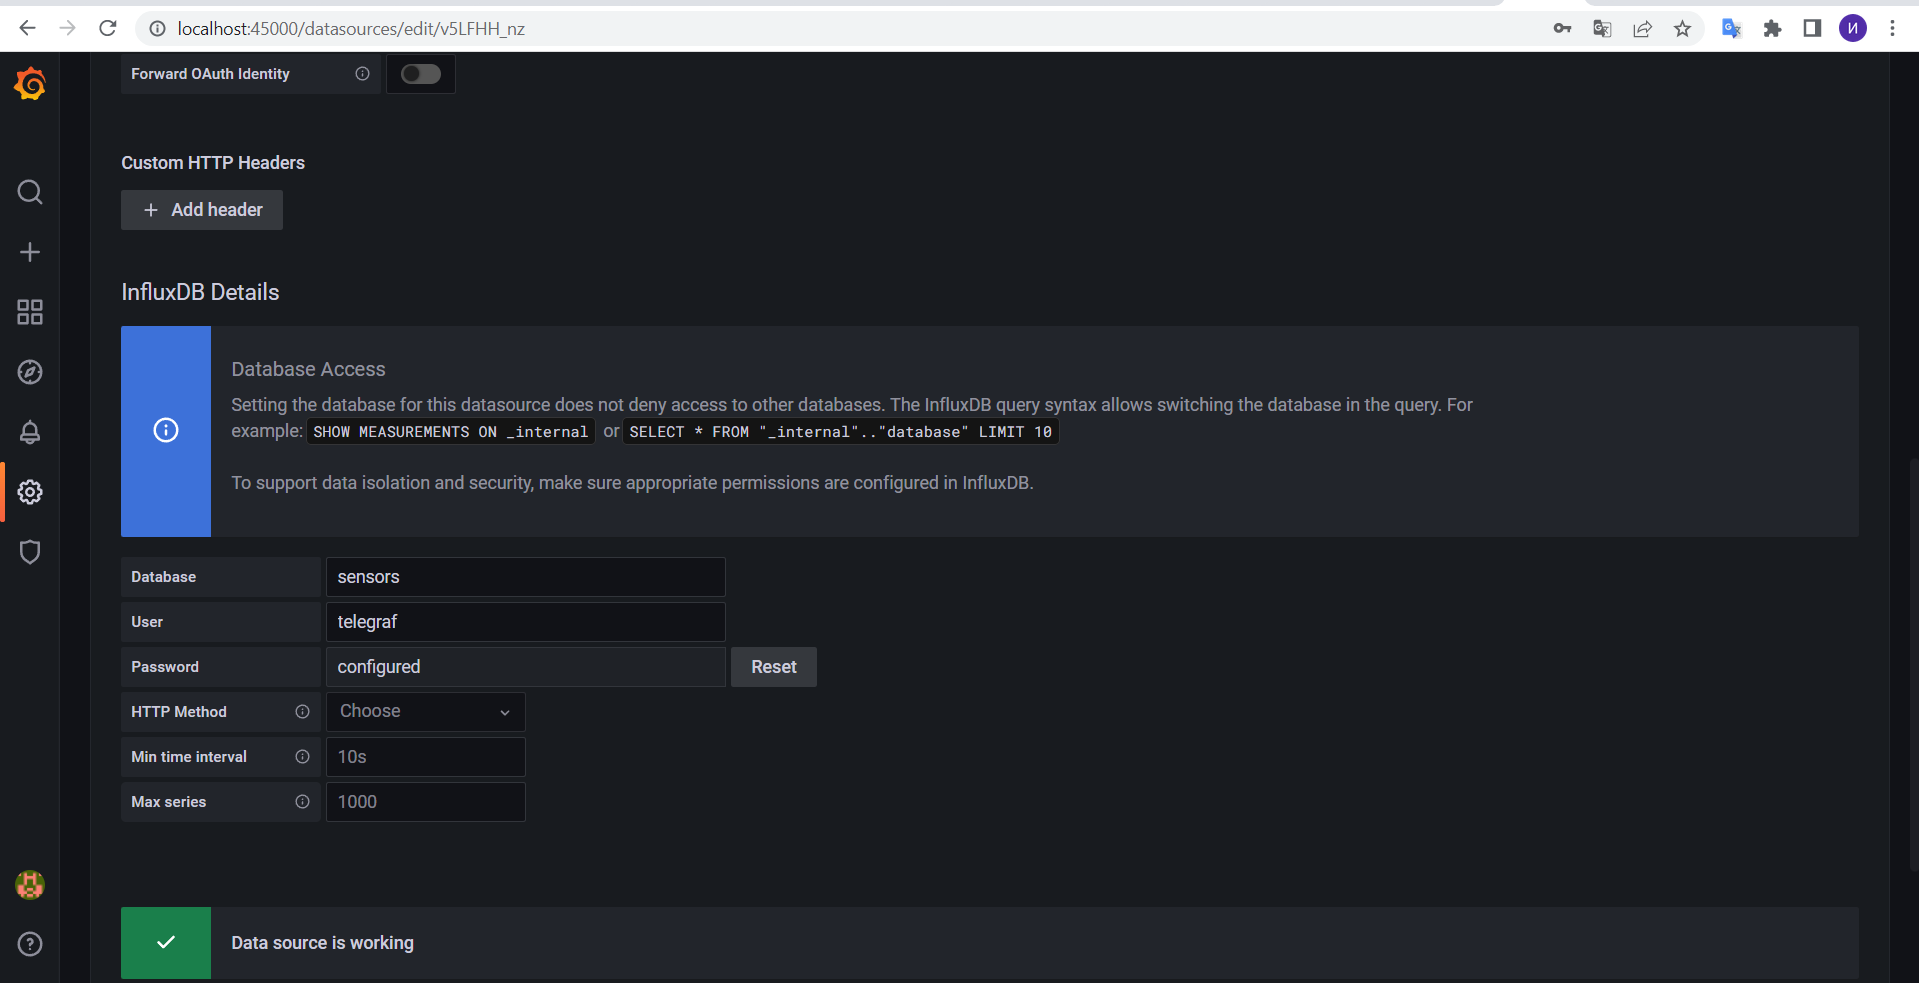 localhost:45000/datasources/edit/v5LFHH_nz
И
Forward OAuth Identity
Custom HTTP Headers
+ Add header
InfluxDB Details
Database Access
Setting the database for this datasource does not deny access to other databases. The InfluxDB query syntax allows switching the database in the query. For
example: SHOW MEASUREMENTS ON _internal or SELECT * FROM "_internal".."database" LIMIT 10
To support data isolation and security, make sure appropriate permissions are configured in InfluxDB.
Database sensors
User telegraf
Password configured Reset
HTTP Method Choose
Min time interval 10s
Max series 1000
Data source is working